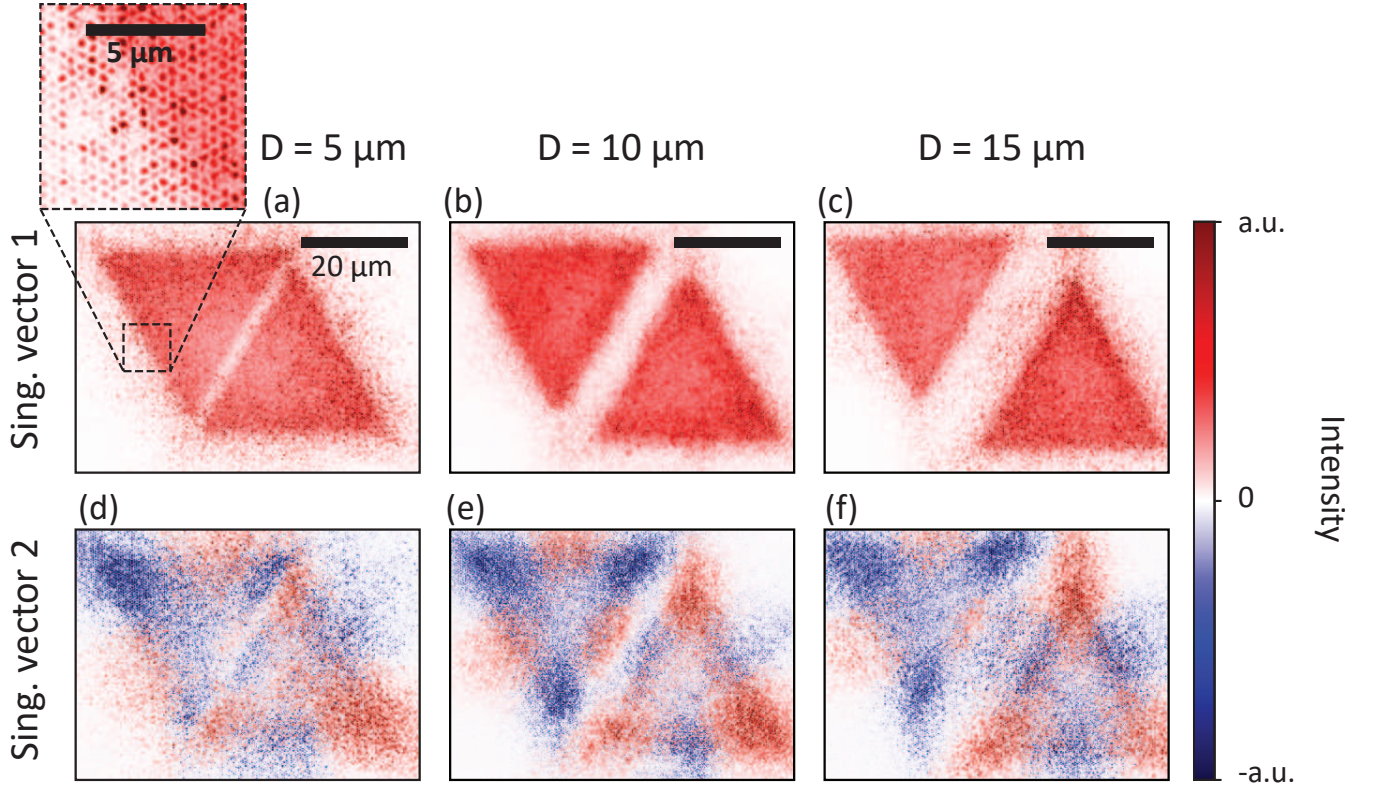 5 μm
D = 5 μm
D = 10 μm
D = 15 μm
(a)
(b)
(c)
Sing. vector 1
20 μm
a.u.
0
-a.u.
Intensity
(d)
(e)
(f)
Sing. vector 2